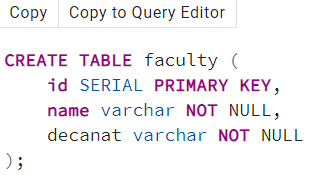 Copy Copy to Query Editor
CREATE TABLE faculty (
    id SERIAL PRIMARY KEY,
    name varchar NOT NULL,
    decanat varchar NOT NULL
);